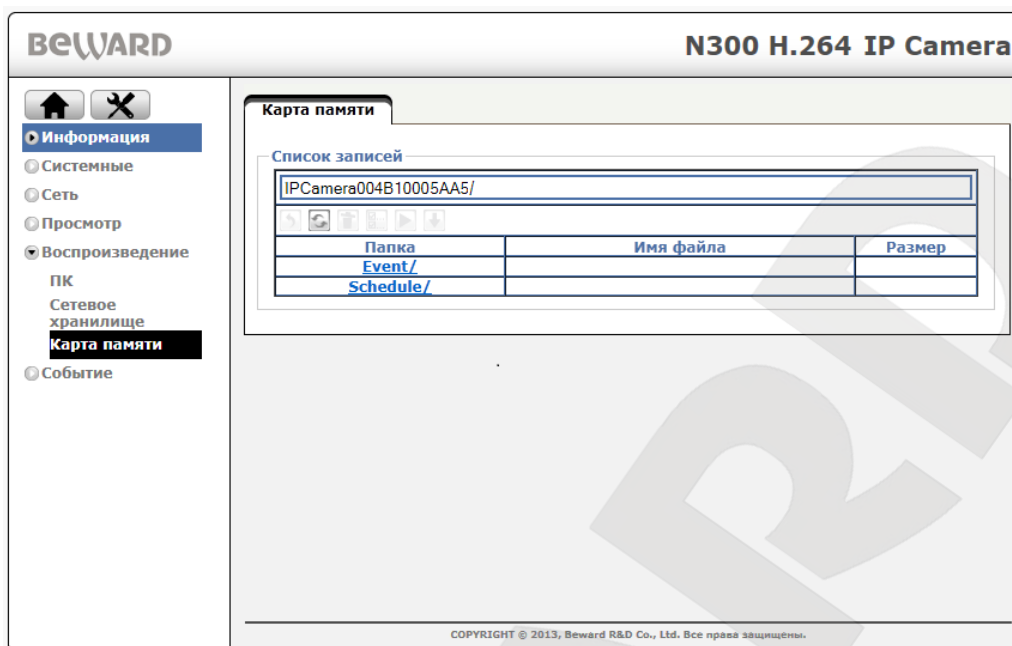 BEWARD
N300 H.264 IP Camera
Информация
Системные
Сеть
Просмотр
Воспроизведение
ПК
Сетевое
хранилище
Карта памяти
Событие
Карта памяти
Список записей
IPCamera004B10005AA5/
Папка Имя файла Размер
Event/
Schedule/
COPYRIGHT © 2013, Beward R&D Co., Ltd. Все права защищены.